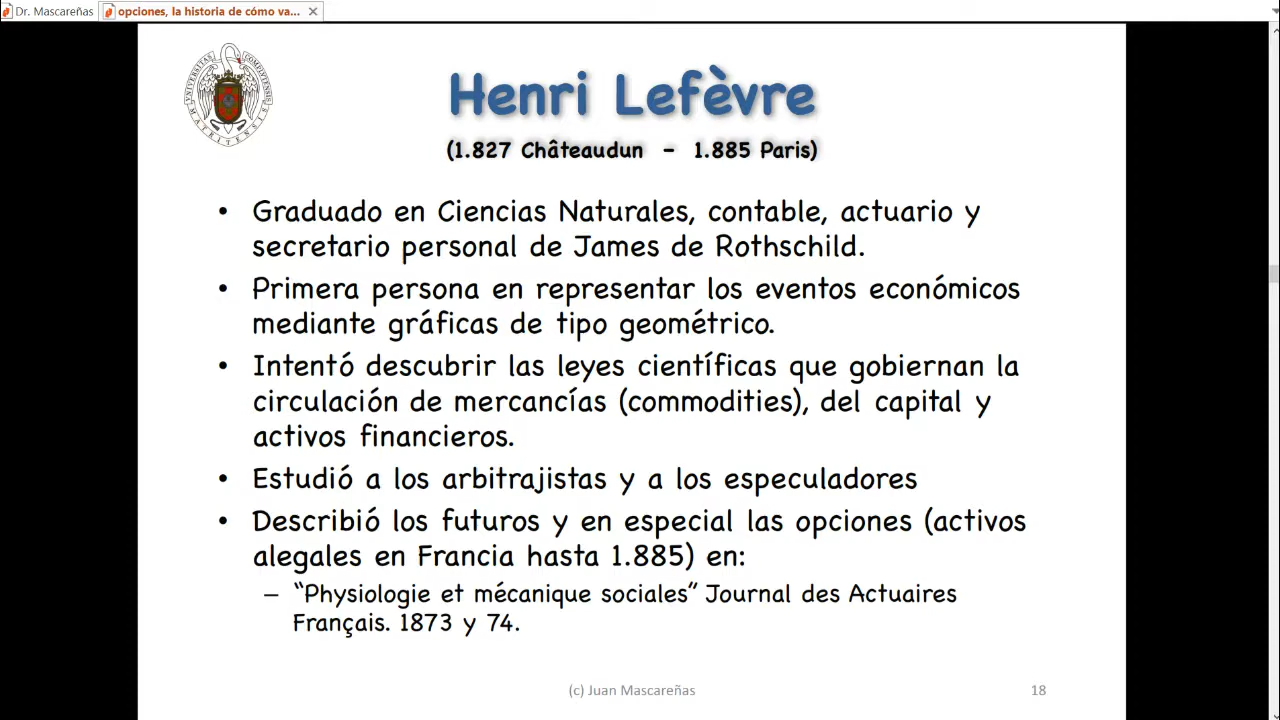 Dr. Mascareñas
opciones, la historia de cómo va...
Henri Lefèvre
(1.827 Châteaudun – 1.885 Paris)
• Graduado en Ciencias Naturales, contable, actuario y
secretario personal de James de Rothschild.
• Primera persona en representar los eventos económicos
mediante gráficas de tipo geométrico.
• Intentó descubrir las leyes científicas que gobiernan la
circulación de mercancías (commodities), del capital y
activos financieros.
• Estudió a los arbitrajistas y a los especuladores
• Describió los futuros y en especial las opciones (activos
alegales en Francia hasta 1.885) en:
– “Physiologie et mécanique sociales” Journal des Actuaires
Français. 1873 y 74.
(c) Juan Mascareñas
18